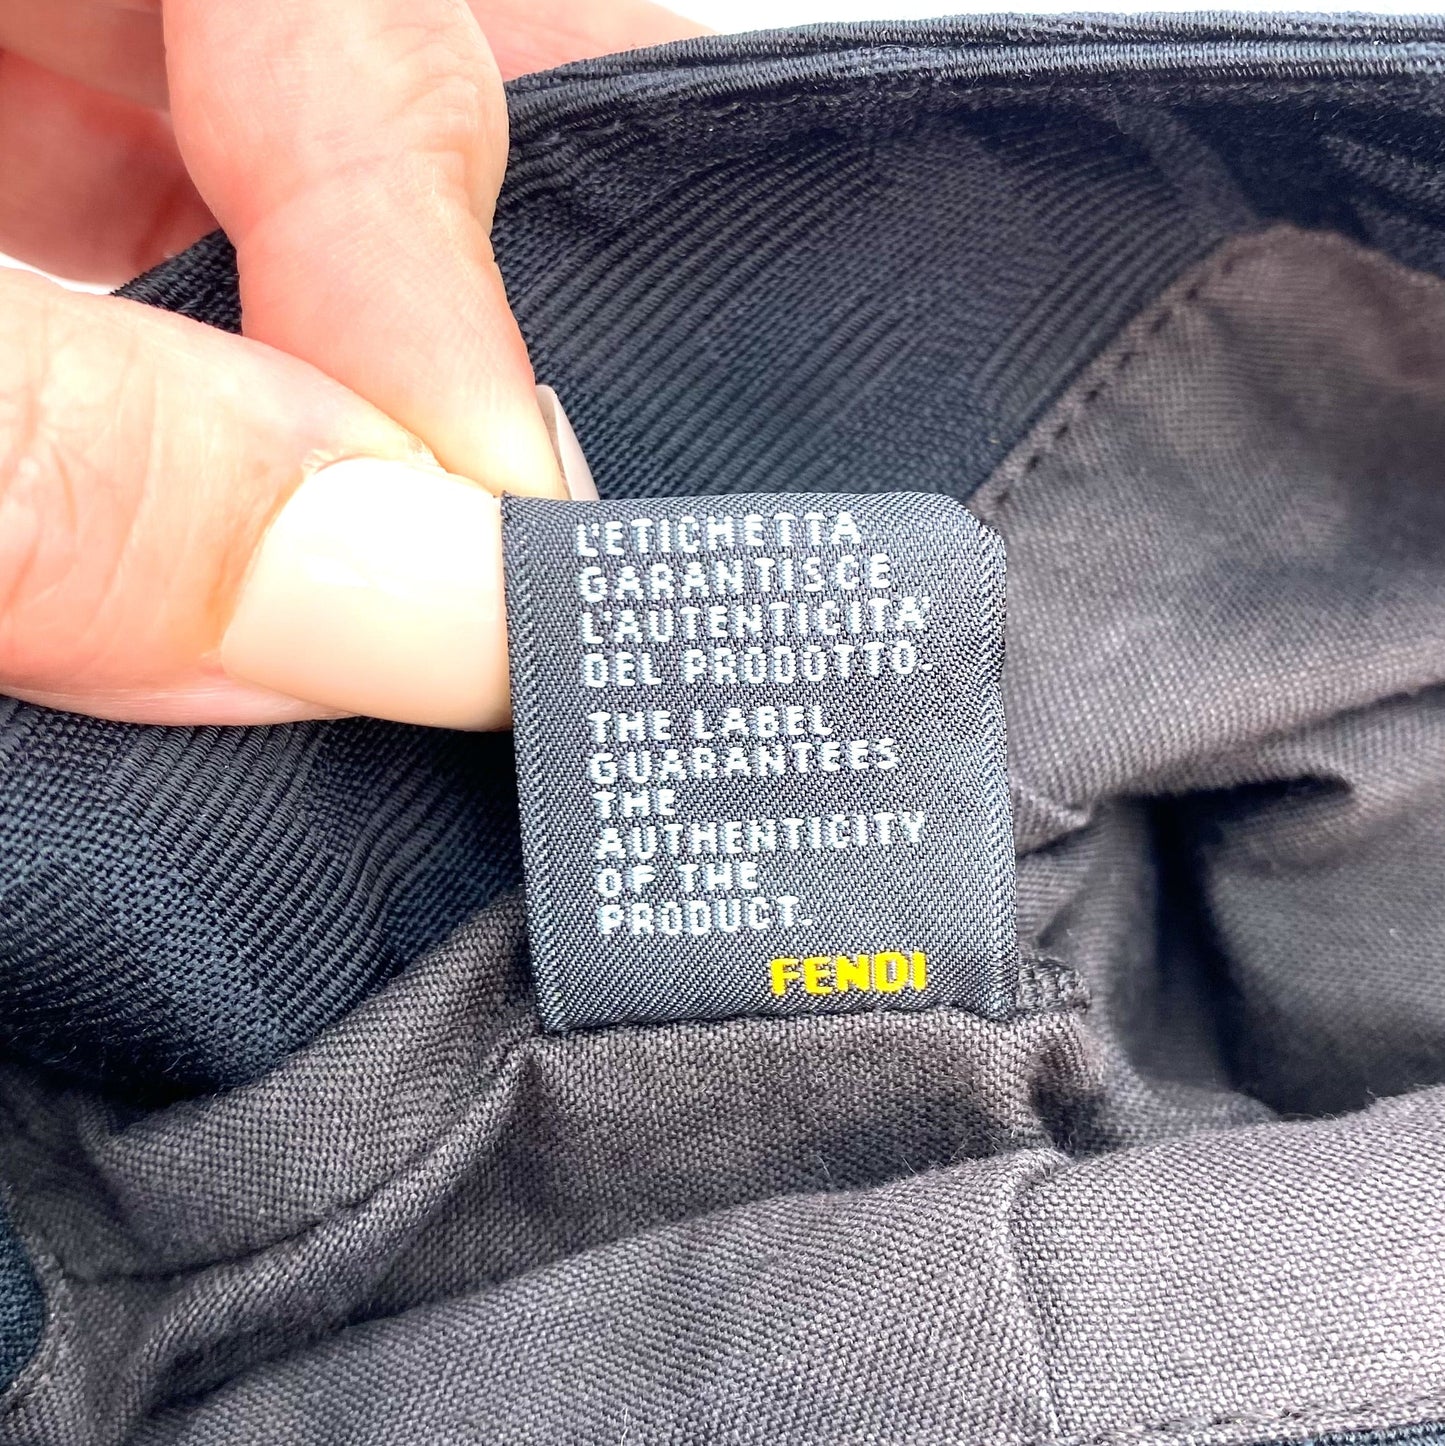 L'ETICHETTA
GARANTISCE
L'AUTENTICITA'
DEL PRODOTTO.
THE LABEL
GUARANTEES
THE
AUTHENTICITY
OF THE
PRODUCT.
FENDI